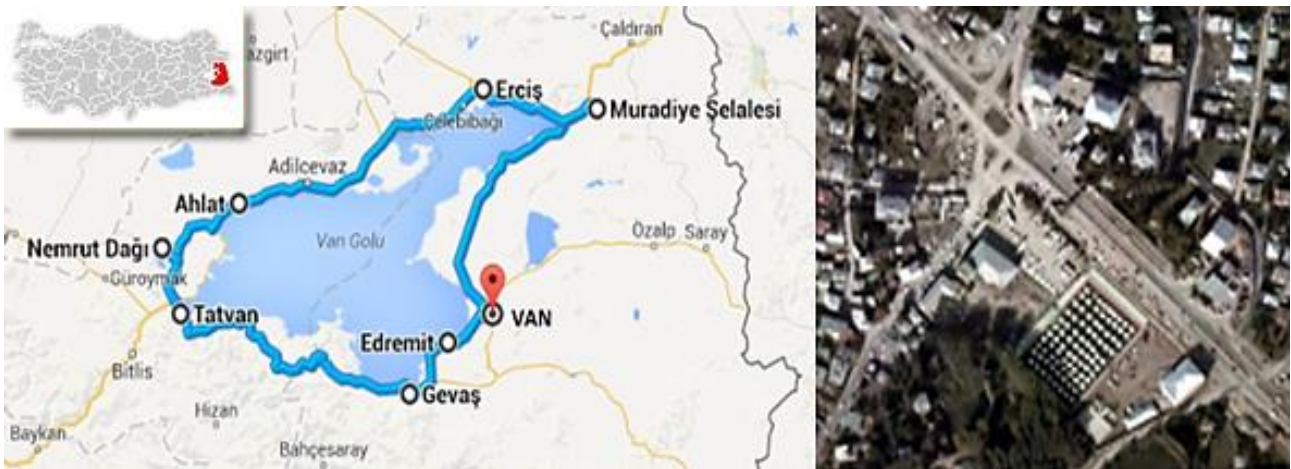 azgirt
Çaldıran
Erciş
Çelebibağı
Muradiye Şelalesi
Adilcevaz
Ahlat
Van Golu
Özalp
Saray
Nemrut Dağı
Güroymak
Tatvan
VAN
Edremit
Bitlis
Gevaş
Hizan
Baykan
Bahçesaray